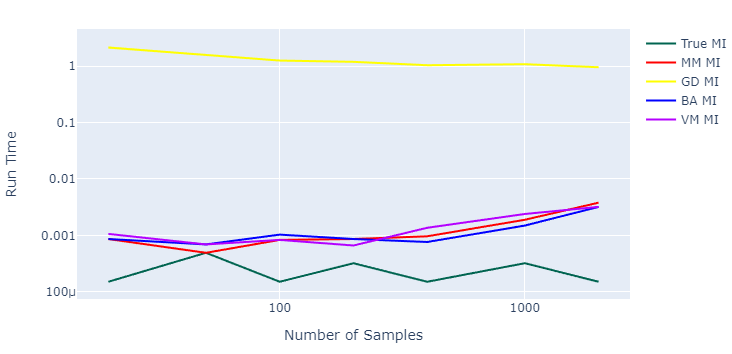 1
0.1
0.01
0.001
100μ
100
1000
Run Time
Number of Samples
True MI
MM MI
GD MI
BA MI
VM MI